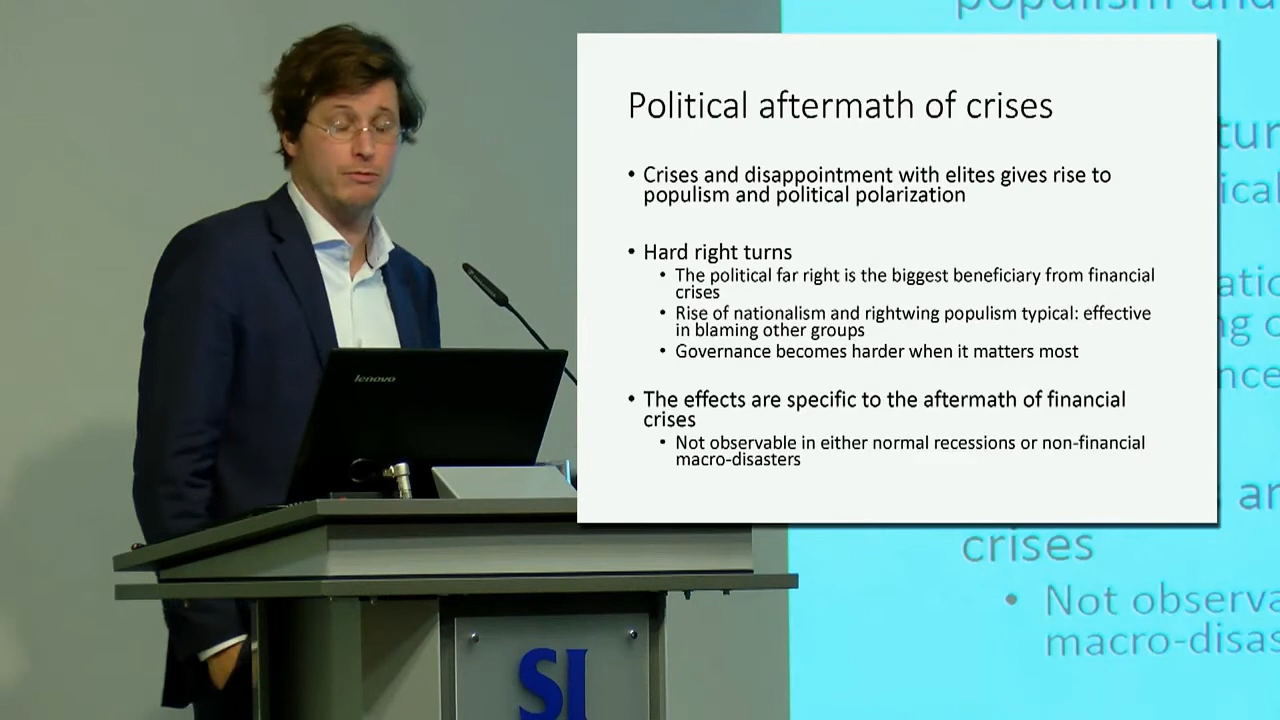 Political aftermath of crises
• Crises and disappointment with elites gives rise to
populism and political polarization
• Hard right turns
• The political far right is the biggest beneficiary from financial
crises
• Rise of nationalism and rightwing populism typical: effective
in blaming other groups
• Governance becomes harder when it matters most
• The effects are specific to the aftermath of financial
crises
• Not observable in either normal recessions or non-financial
macro-disasters
lenovo
SI
populism and
crises
• Not observa
macro-disas